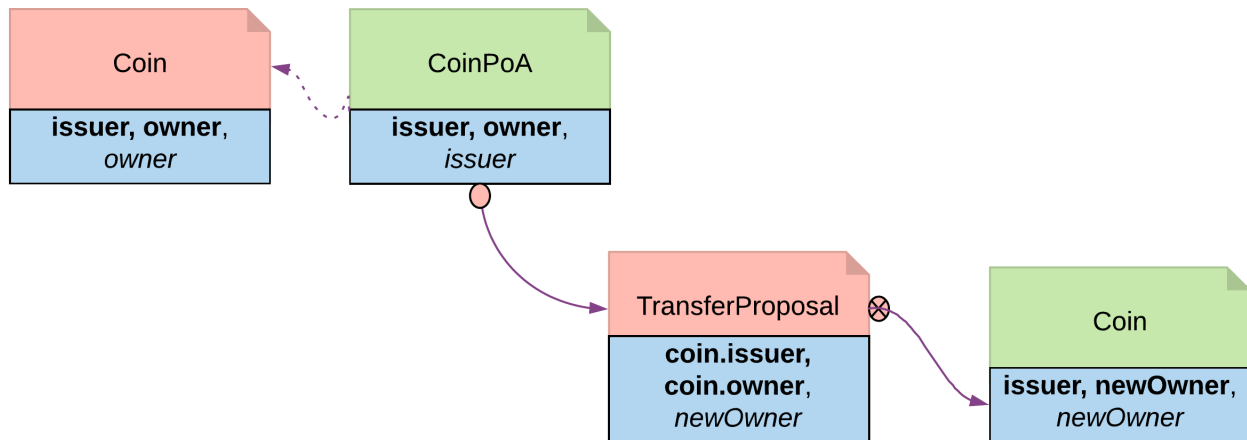 Coin
issuer, owner,
owner
CoinPoA
issuer, owner,
issuer
TransferProposal
coin.issuer,
coin.owner,
newOwner
Coin
issuer, newOwner,
newOwner